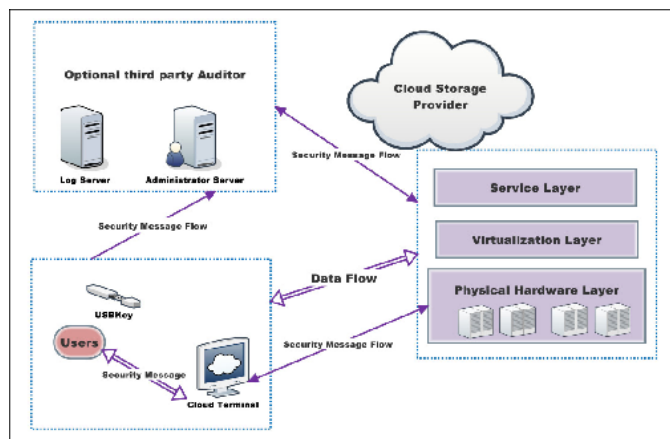 Optional third party Auditor
Log Server
Administrator Server
Cloud Storage
Provider
Security Message Flow
Service Layer
Virtualization Layer
Physical Hardware Layer
Security Message Flow
Data Flow
USBKey
Users
Security Message
Cloud Terminal
Security Message Flow